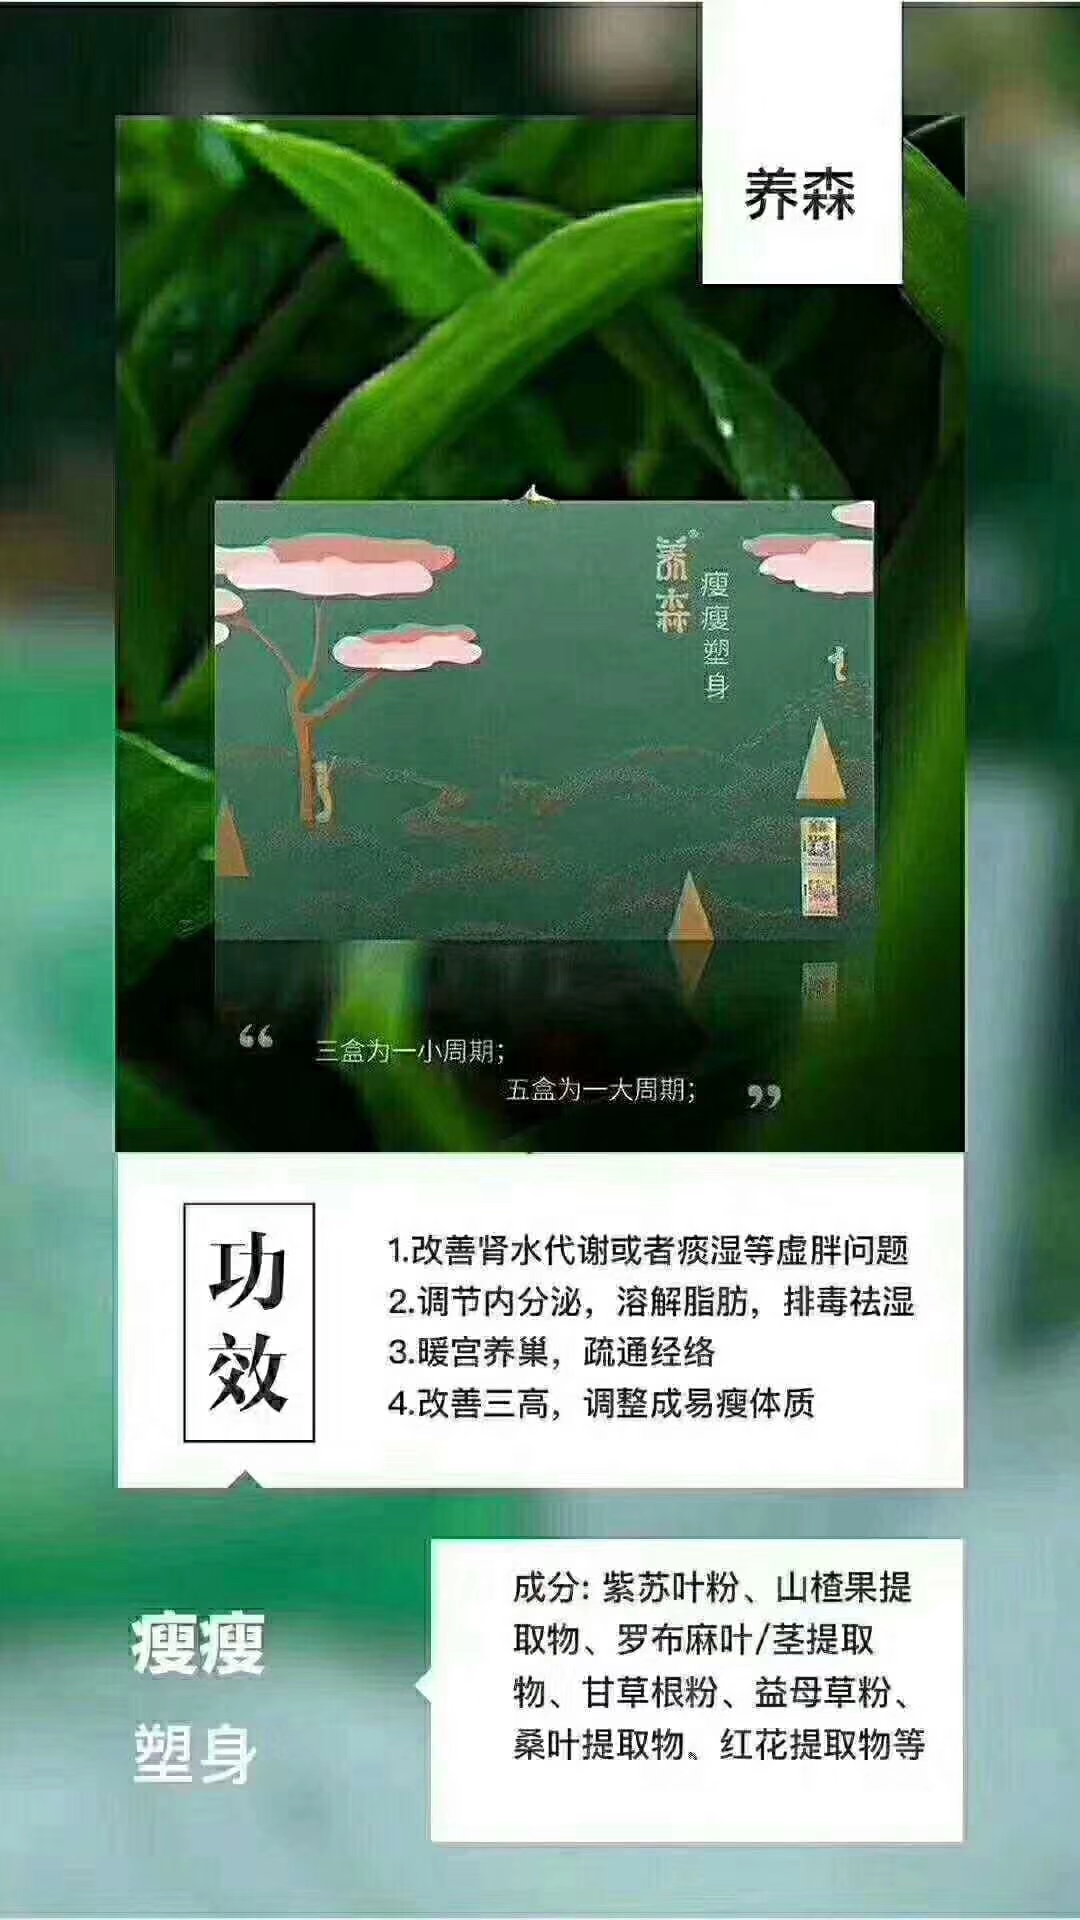 养森
养森
瘦瘦塑身
“
三盒为一小周期；
五盒为一大周期；
”
功效
1.改善肾水代谢或者痰湿等虚胖问题
2.调节内分泌，溶解脂肪，排毒祛湿
3.暖宫养巢，疏通经络
4.改善三高，调整成易瘦体质
瘦瘦
塑身
成分: 紫苏叶粉、山楂果提
取物、罗布麻叶/茎提取
物、甘草根粉、益母草粉、
桑叶提取物、红花提取物等